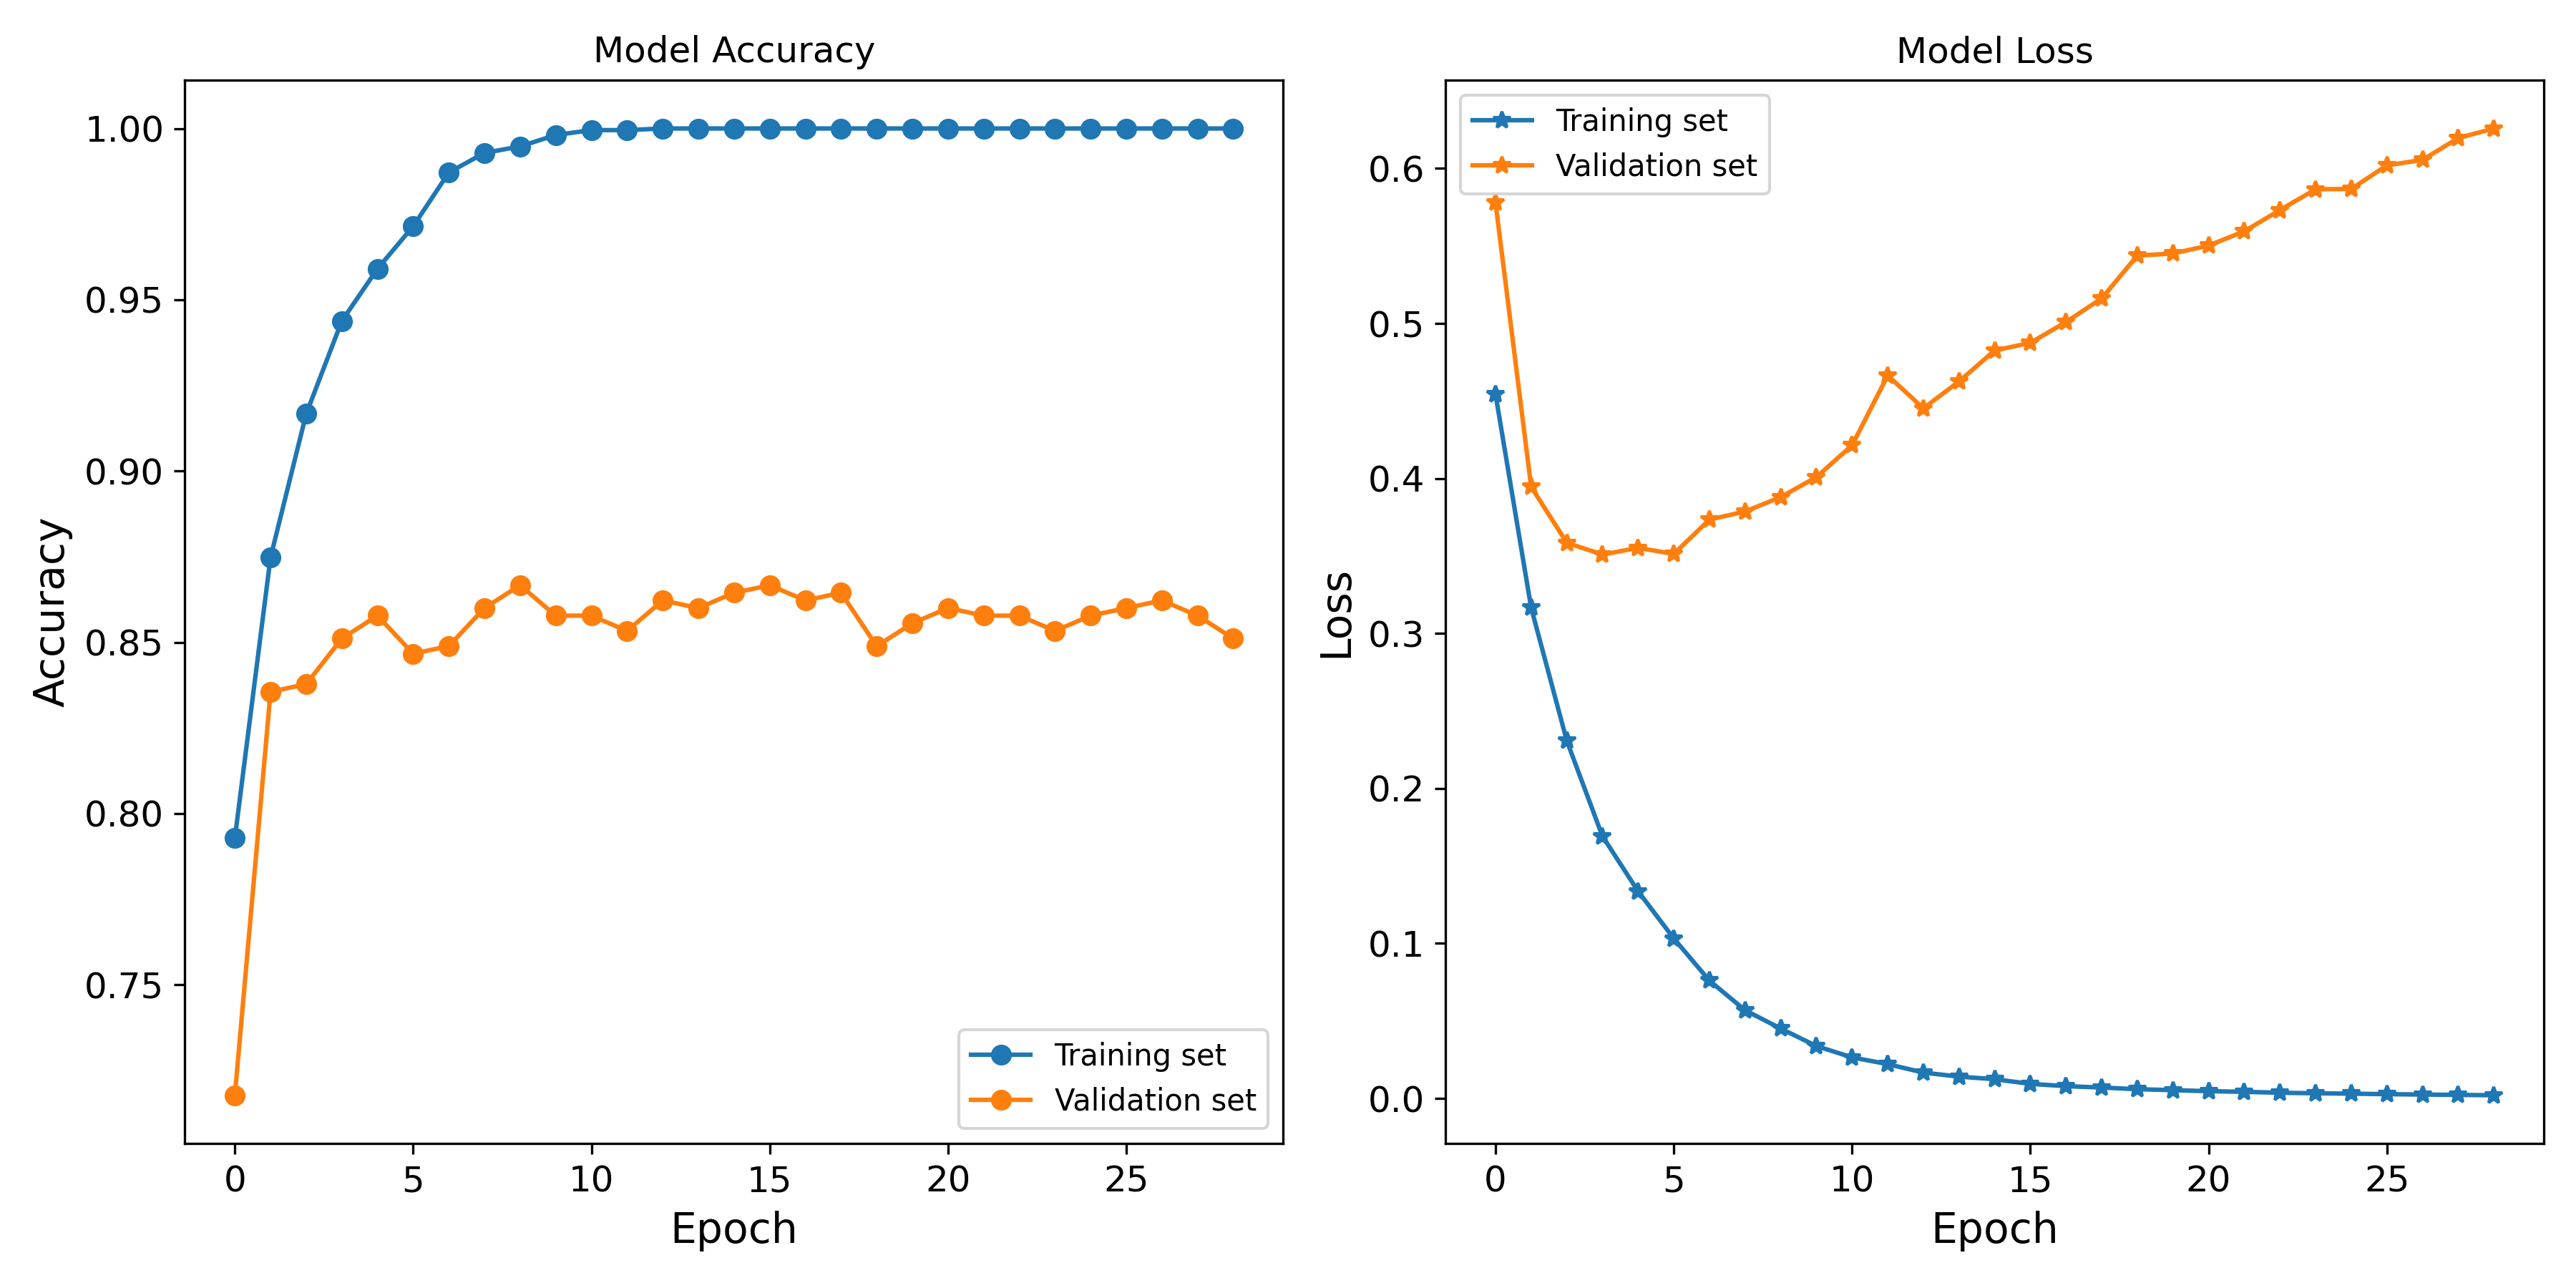 Model Accuracy
Accuracy
1.00
0.95
0.90
0.85
0.80
0.75
Training set
Validation set
0 5 10 15 20 25
Epoch
Model Loss
Training set
Validation set
Loss
0.6
0.5
0.4
0.3
0.2
0.1
0.0
0 5 10 15 20 25
Epoch